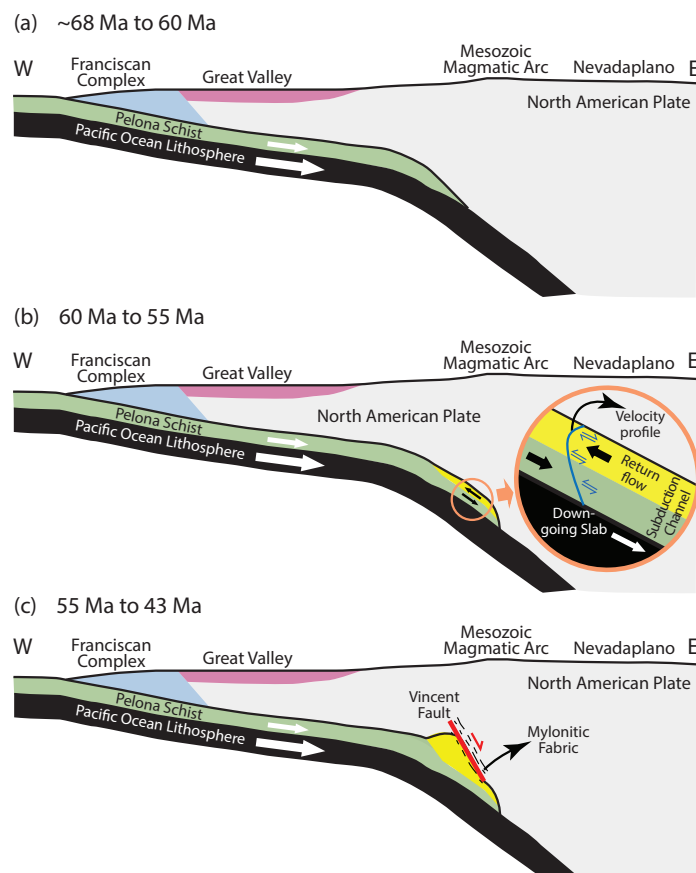 (a) ~68 Ma to 60 Ma
W
Franciscan
Complex
Great Valley
Mesozoic
Magmatic Arc
Nevadaplano
E
North American Plate
Pelona Schist
Pacific Ocean Lithosphere
(b) 60 Ma to 55 Ma
W
Franciscan
Complex
Great Valley
Mesozoic
Magmatic Arc
Nevadaplano
E
North American Plate
Pelona Schist
Pacific Ocean Lithosphere
Velocity
profile
Return
flow
Subduction
Channel
Down-
going Slab
(c) 55 Ma to 43 Ma
W
Franciscan
Complex
Great Valley
Mesozoic
Magmatic Arc
Nevadaplano
E
North American Plate
Pelona Schist
Pacific Ocean Lithosphere
Vincent
Fault
Mylonitic
Fabric